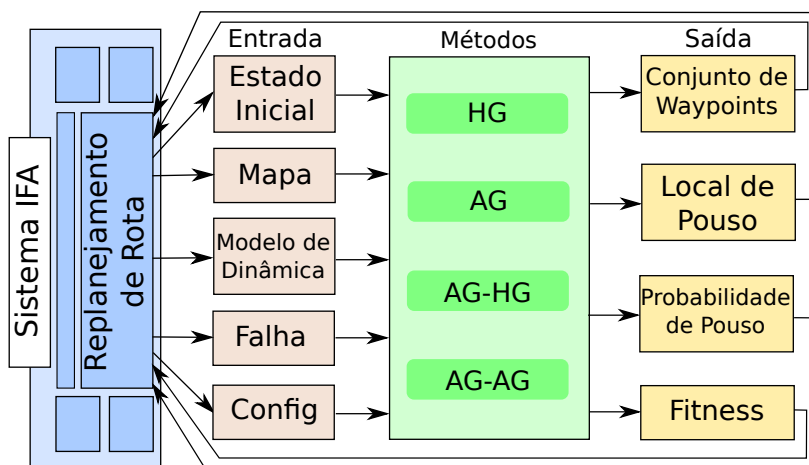 Sistema IFA
Replanejamento
de Rota
Entrada
Estado
Inicial
Mapa
Modelo de
Dinâmica
Falha
Config
Métodos
HG
AG
AG-HG
AG-AG
Saída
Conjunto de
Waypoints
Local de
Pouso
Probabilidade
de Pouso
Fitness